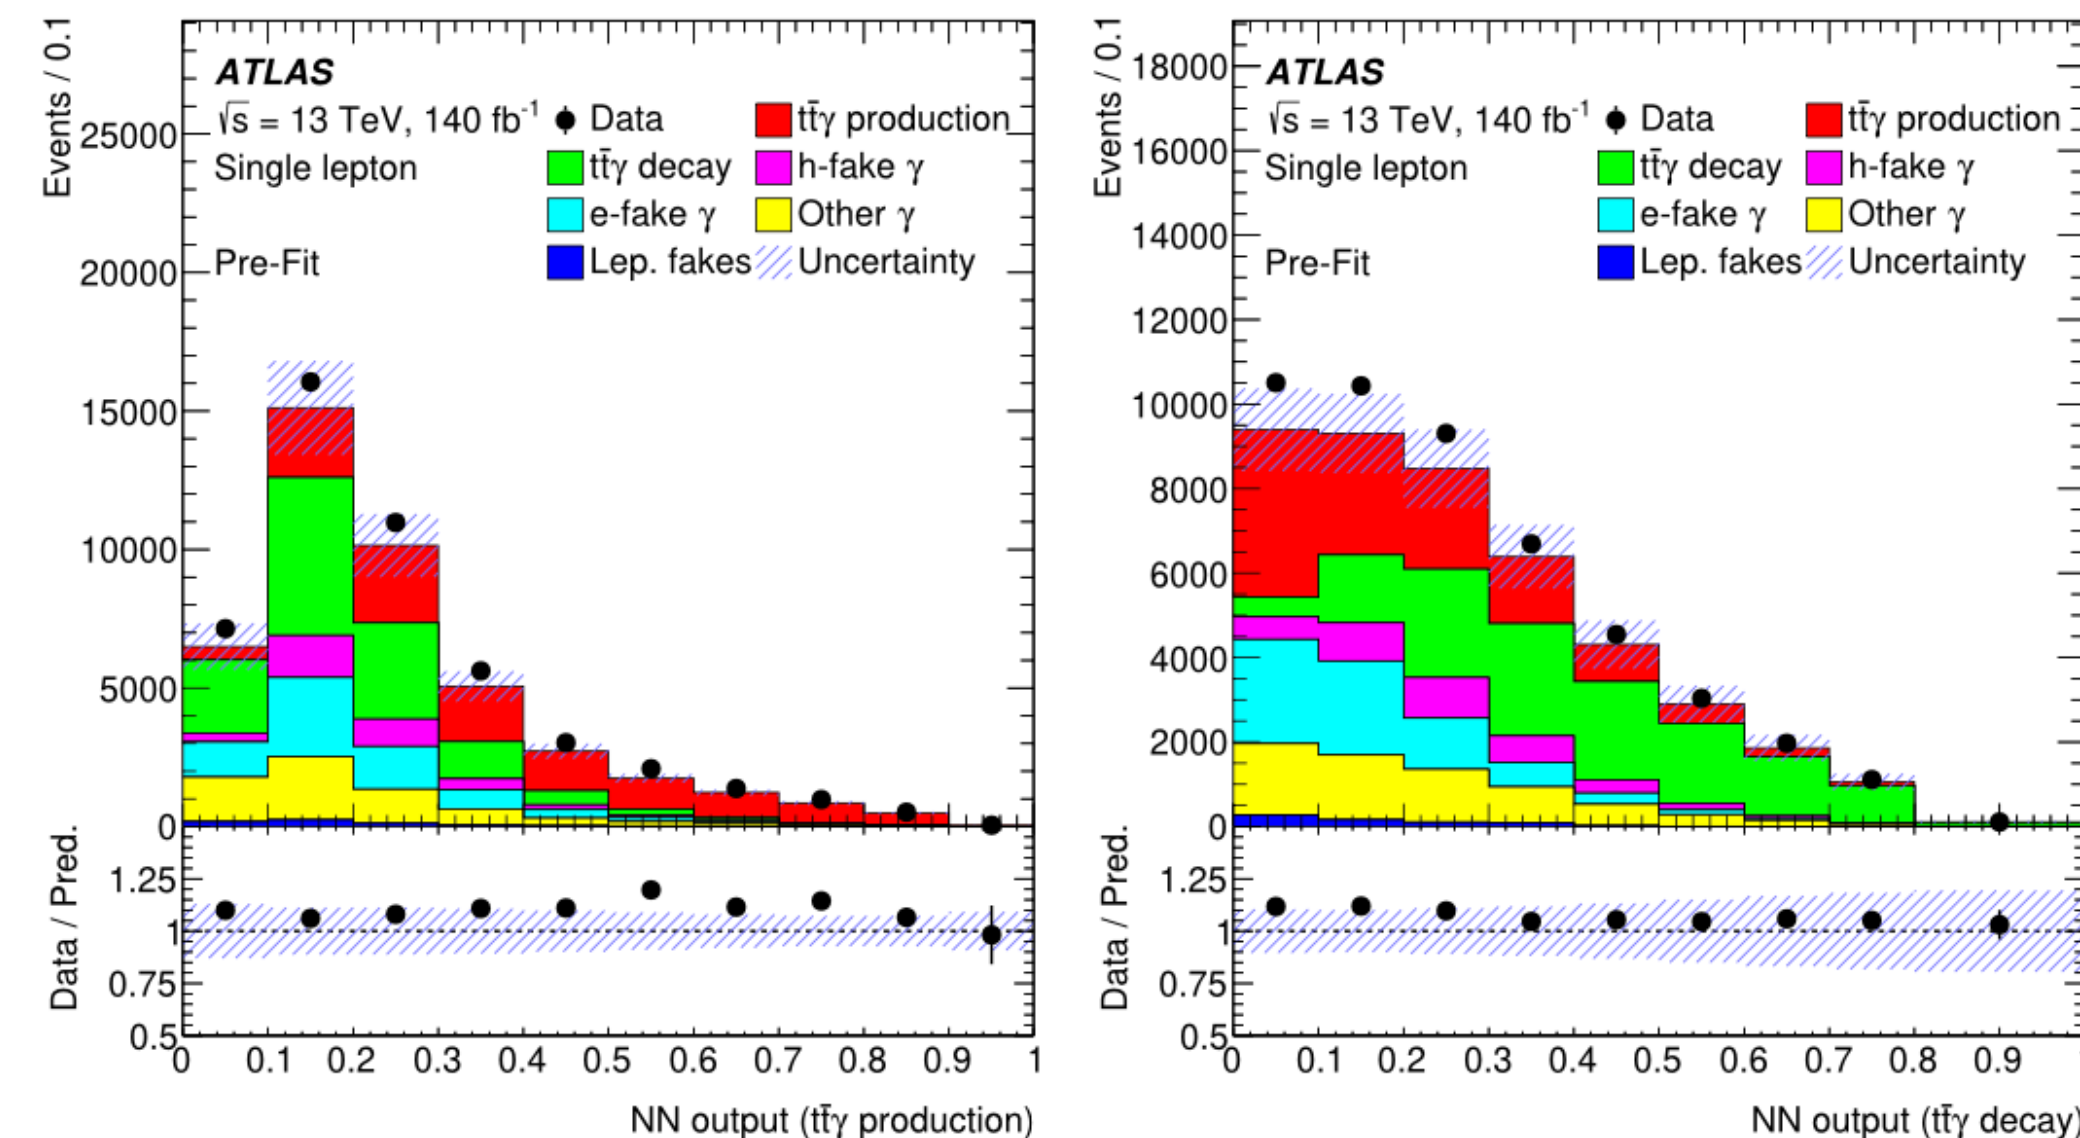 Events / 0.1
25000
20000
15000
10000
5000
0
ATLAS
√s = 13 TeV, 140 fb⁻¹
Single lepton
Pre-Fit
Data
tt̄γ production
tt̄γ decay
h-fake γ
e-fake γ
Other γ
Lep. fakes
Uncertainty
Data / Pred.
1.25
1
0.75
0.5
0 0.1 0.2 0.3 0.4 0.5 0.6 0.7 0.8 0.9 1
NN output (tt̄γ production)
Events / 0.1
18000
16000
14000
12000
10000
8000
6000
4000
2000
0
ATLAS
√s = 13 TeV, 140 fb⁻¹
Single lepton
Pre-Fit
Data
tt̄γ production
tt̄γ decay
h-fake γ
e-fake γ
Other γ
Lep. fakes
Uncertainty
Data / Pred.
1.25
1
0.75
0.5
0 0.1 0.2 0.3 0.4 0.5 0.6 0.7 0.8 0.9
NN output (tt̄γ decay)